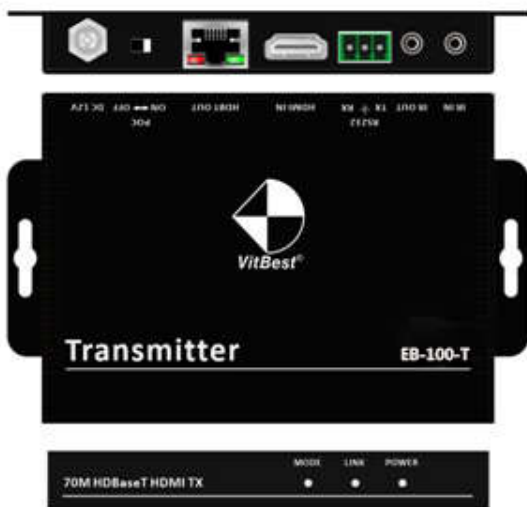 DC 12V OFF ON HDBT OUT HDMI IN RX TX IR OUT IR IN
POC RS232
VitBest®
Transmitter EB-100-T
MODE LINK POWER
70M HDBaseT HDMI TX